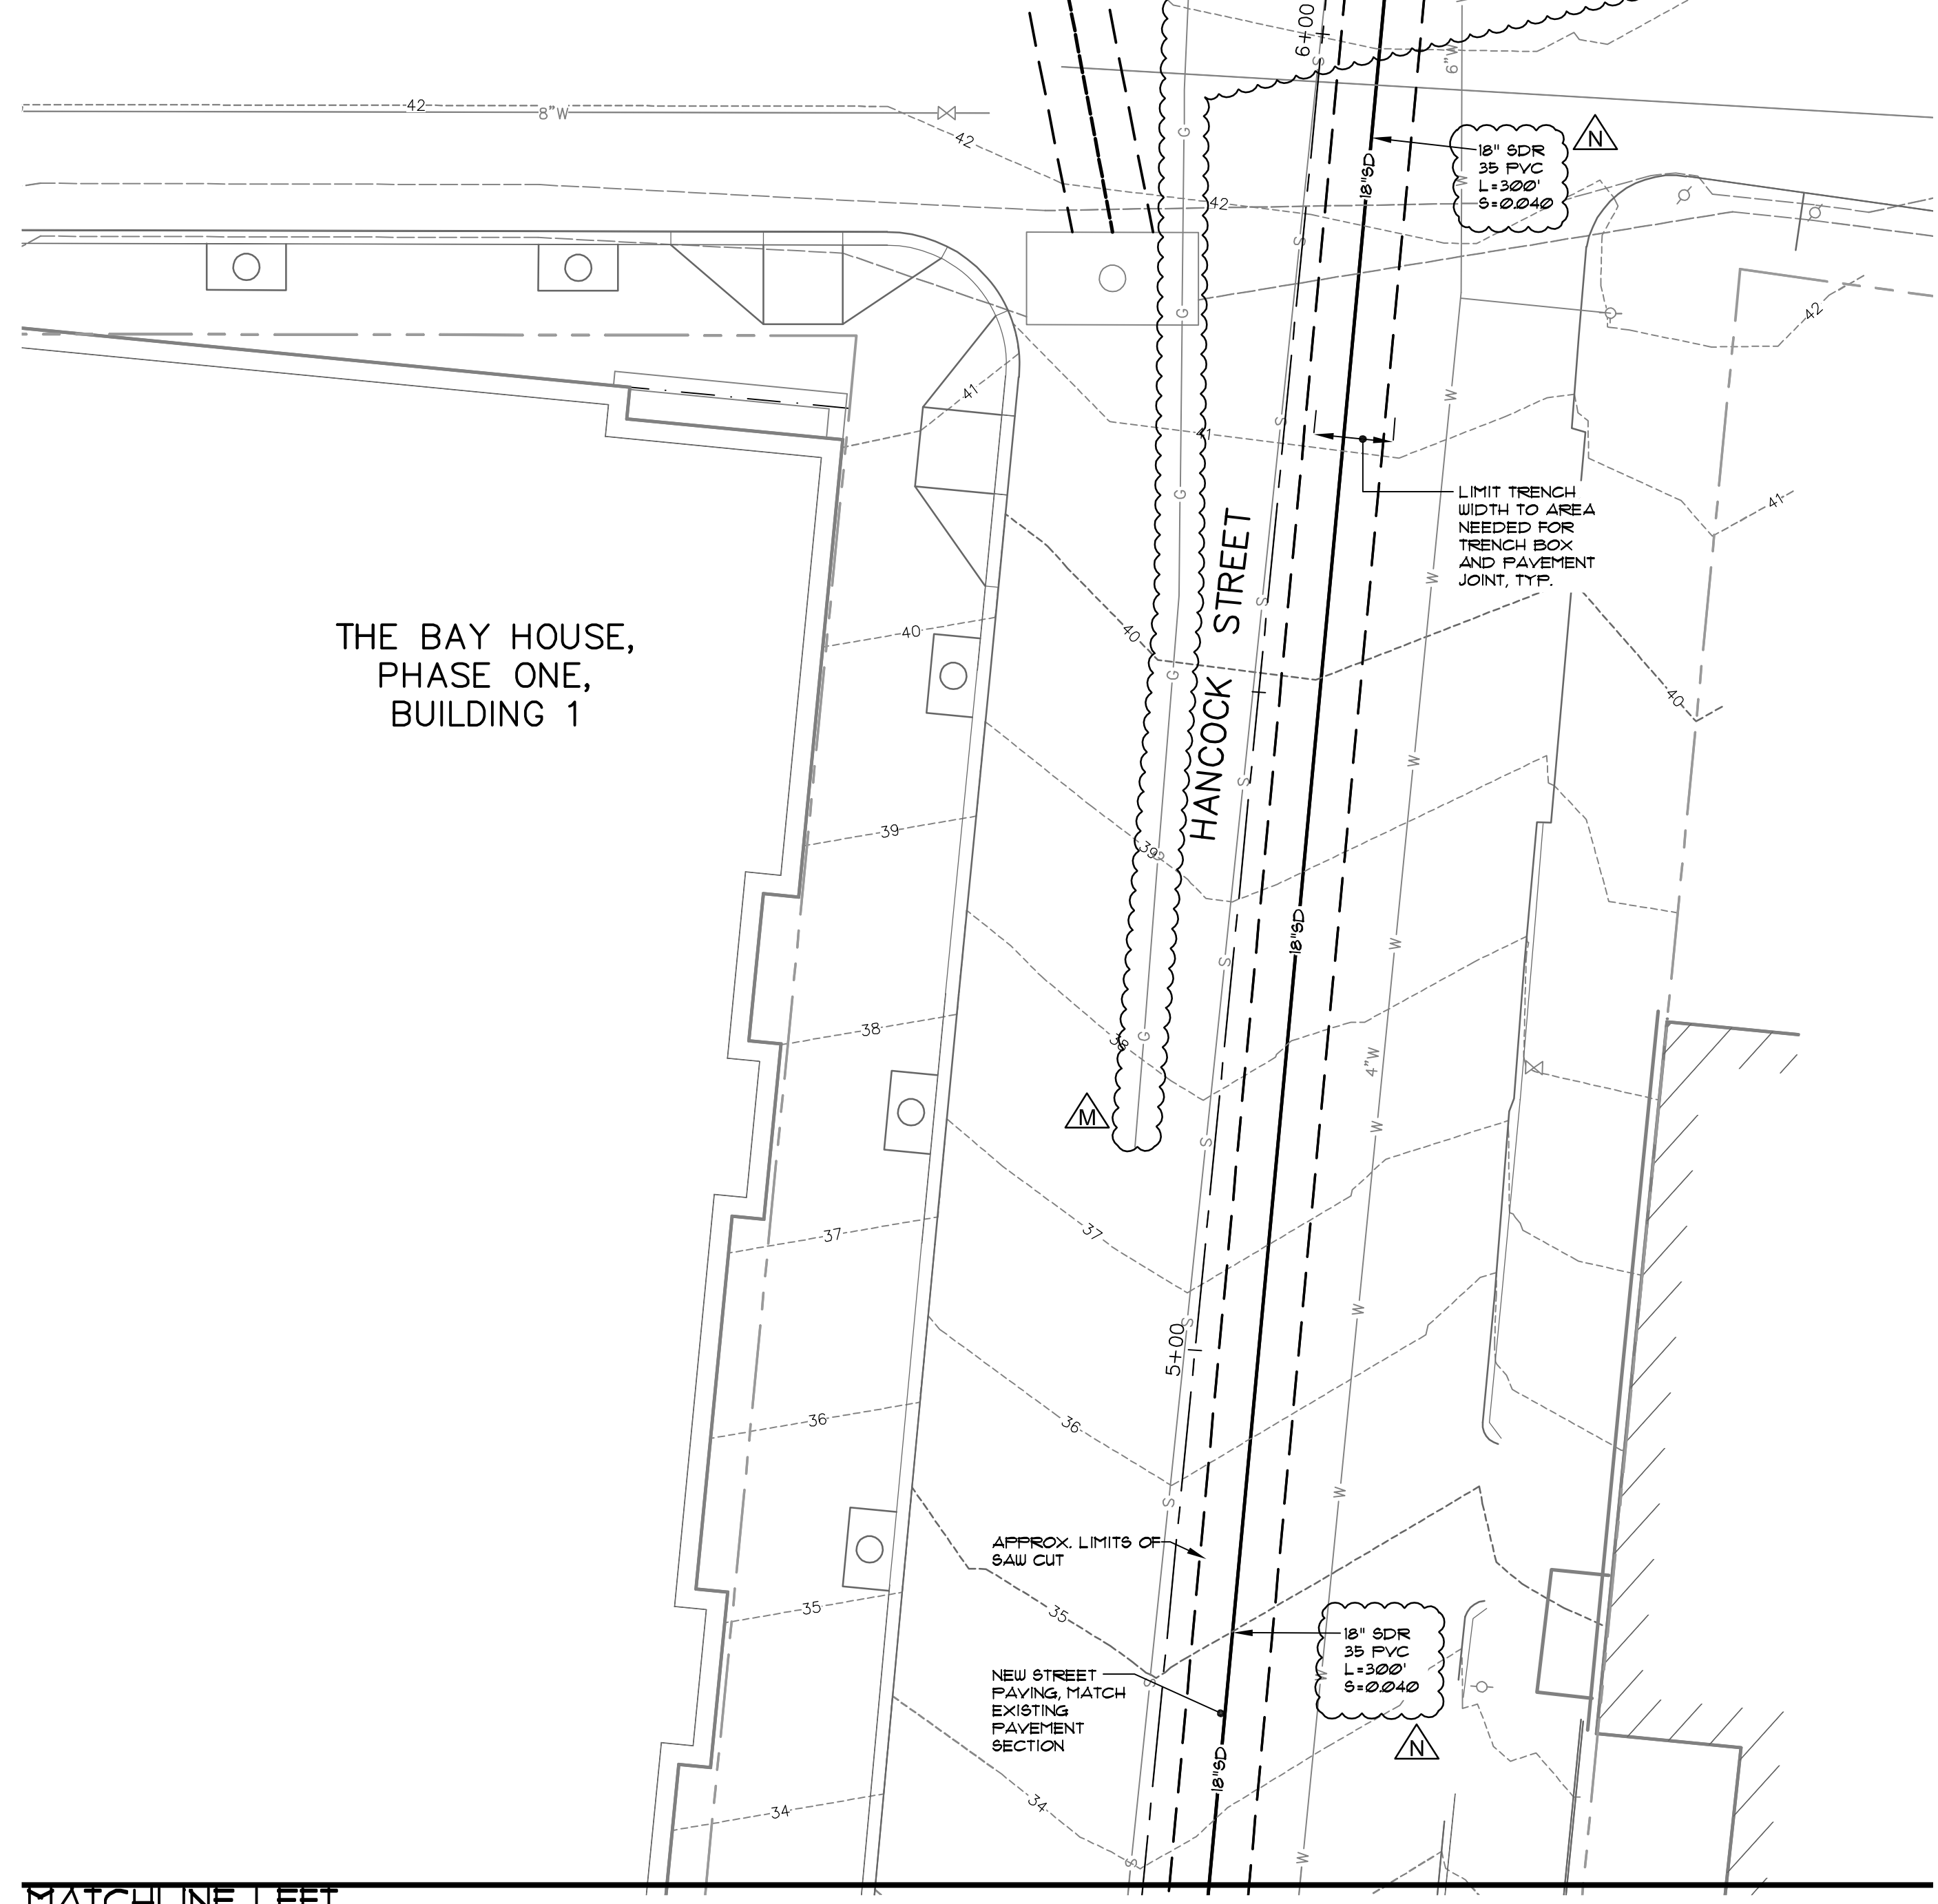 6+00
6"W
42
8"W
42
G
S
N
18" SDR
35 PVC
L=300'
S=0.040
18"SD
W
42
S
G
42
W
41
S
41
G
41
LIMIT TRENCH
WIDTH TO AREA
NEEDED FOR
TRENCH BOX
AND PAVEMENT
JOINT, TYP.
HANCOCK STREET
W
S
THE BAY HOUSE,
PHASE ONE,
BUILDING 1
40
40
G
40
W
S
39
39
G
18"SD
W
S
38
38
G
4"W
M
W
S
37
37
W
5+00
S
36
36
W
S
APPROX. LIMITS OF
SAW CUT
35
35
18" SDR
35 PVC
L=300'
S=0.040
W
S
NEW STREET
PAVING, MATCH
EXISTING
PAVEMENT
SECTION
N
18"SD
34
34
W
S
MATCHLINE LEFT